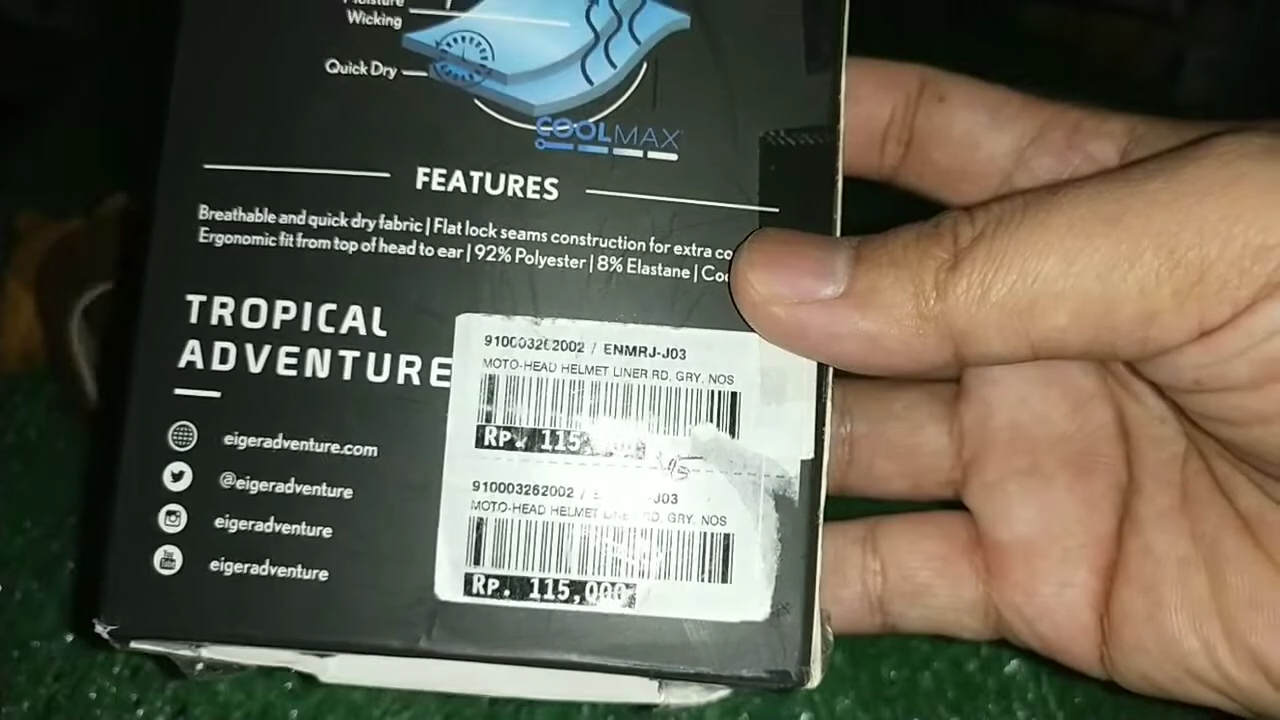 Moisture
Wicking
Quick Dry
COOLMAX
FEATURES
Breathable and quick dry fabric | Flat lock seams construction for extra
Ergonomic fit from top of head to ear | 92% Polyester | 8% Elastane |
TROPICAL
ADVENTURE
eigeradventure.com
@eigeradventure
eigeradventure
You Tube eigeradventure
910003262002 / ENMRJ-J03
MOTO-HEAD HELMET LINER RD, GRY, NOS
RP. 115
910003262002 / J03
MOTO-HEAD HELMET LINER RD, GRY, NOS
RP. 115,000